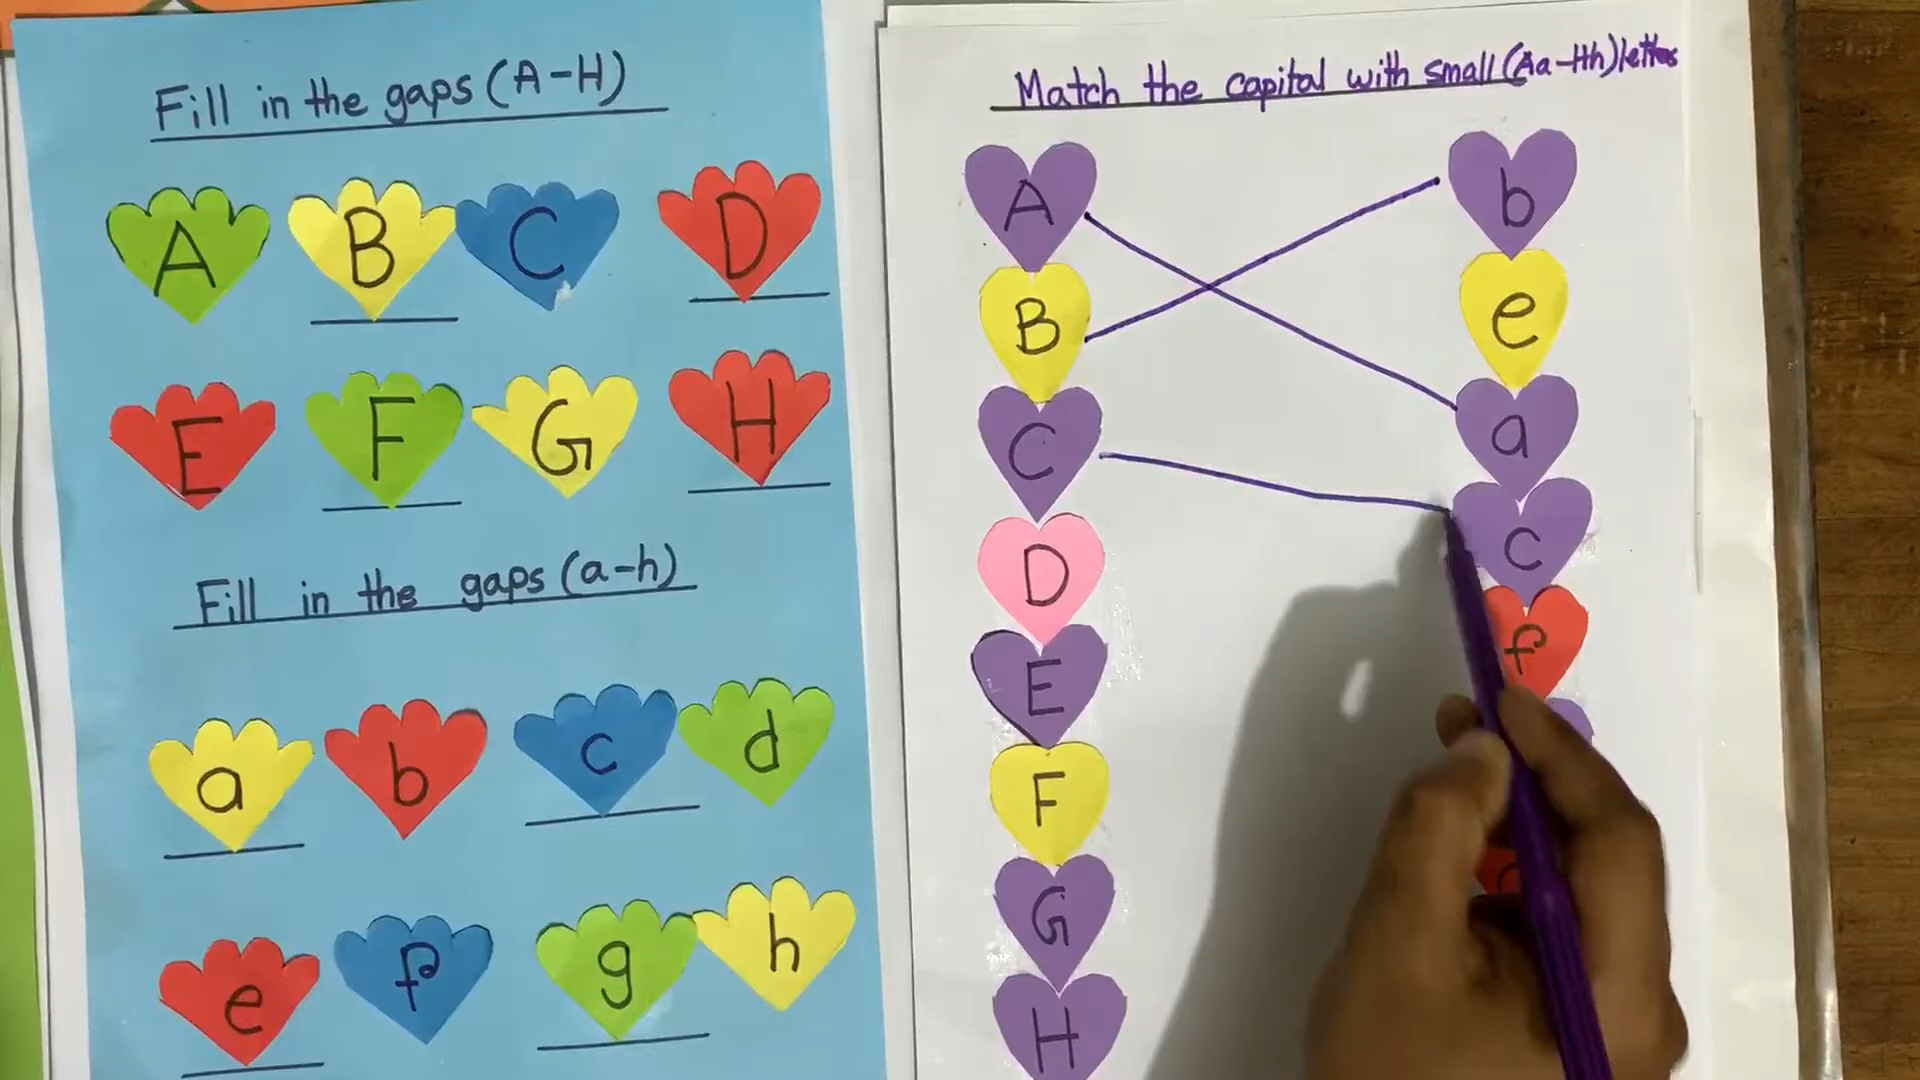 Fill in the gaps (A-H)
A B C D
E F G H
Fill in the gaps (a-h)
a b c d
e f g h
Match the capital with small (Aa-Hh) letters
A b
B e
C a
D c
E f
F
G
H